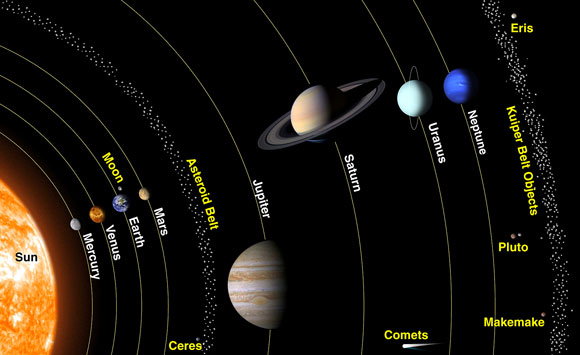 Sun
Mercury
Venus
Moon
Earth
Mars
Asteroid Belt
Ceres
Jupiter
Saturn
Uranus
Neptune
Comets
Kuiper Belt Objects
Eris
Pluto
Makemake